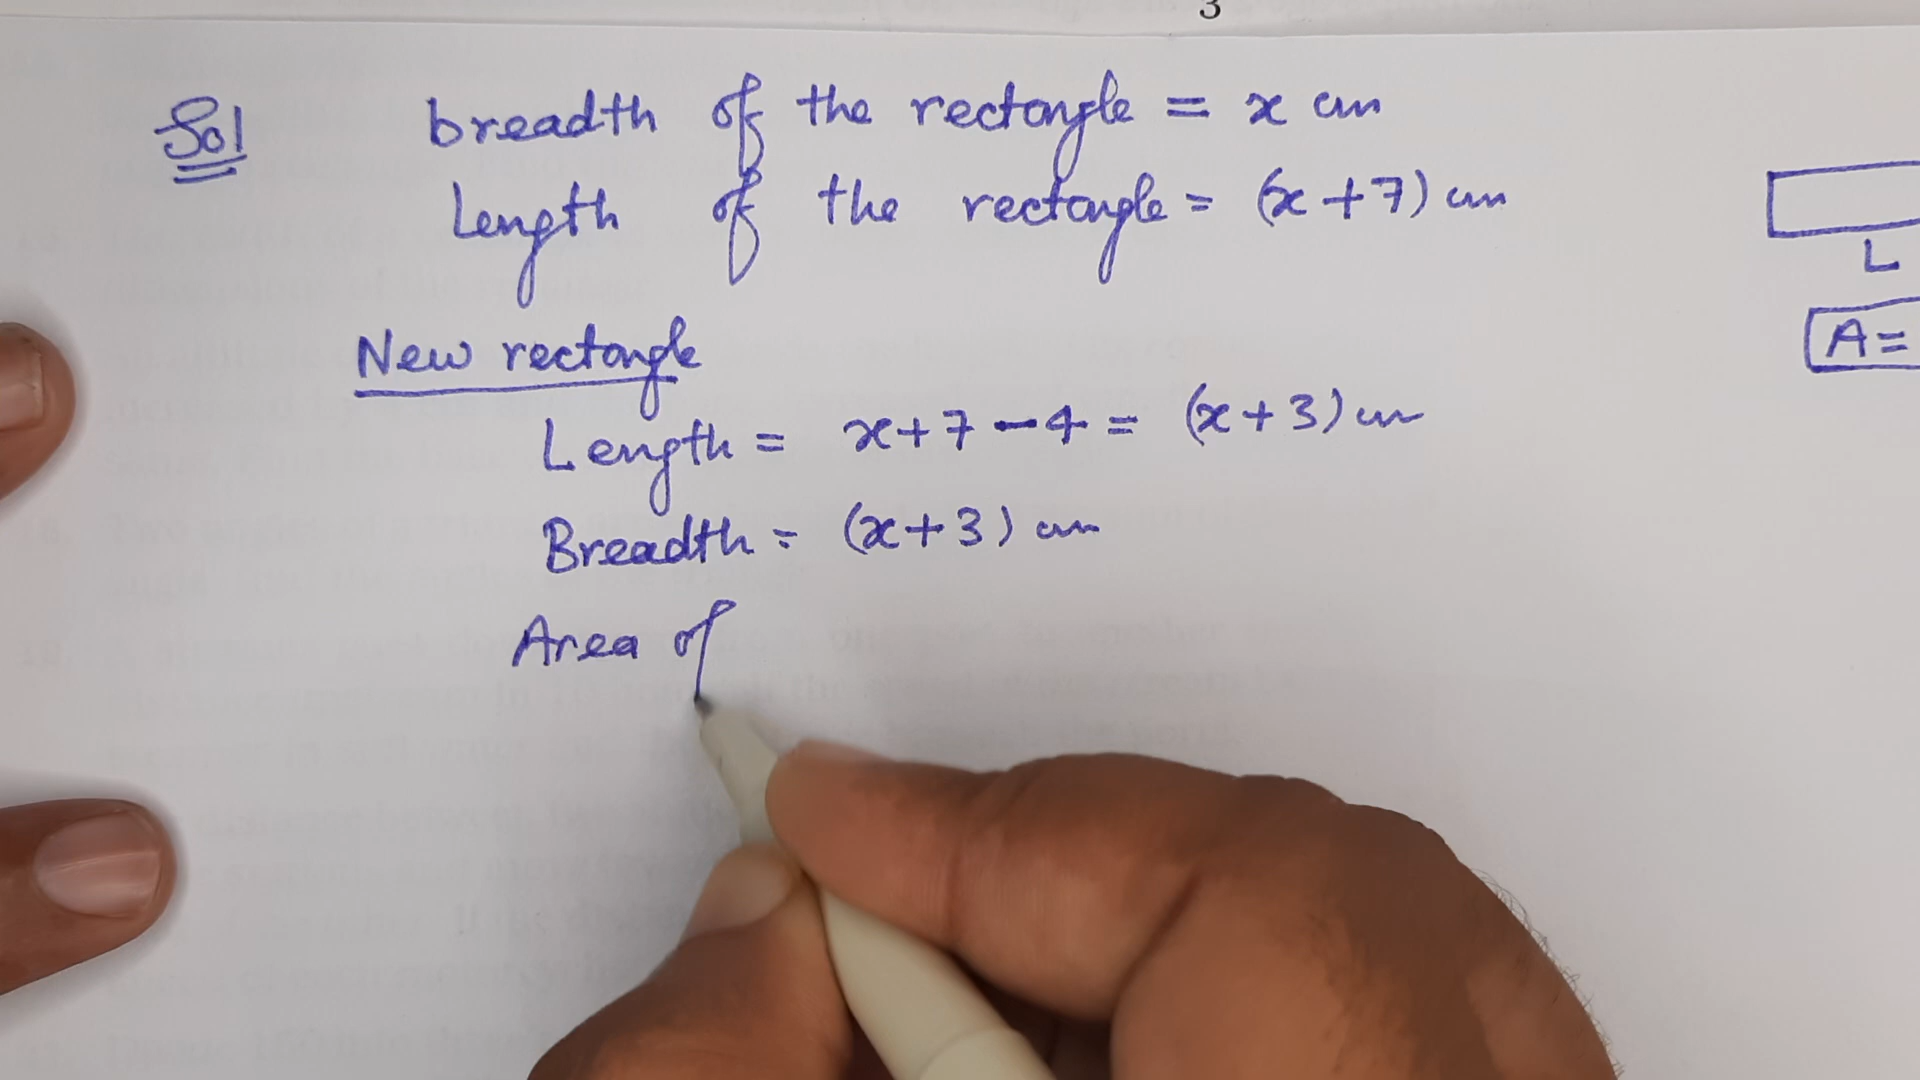 3
Sol breadth of the rectangle = x cm
Length of the rectangle = (x+7) cm
L
New rectangle
A=
Length = x+7-4 = (x+3) cm
Breadth = (x+3) cm
Area of